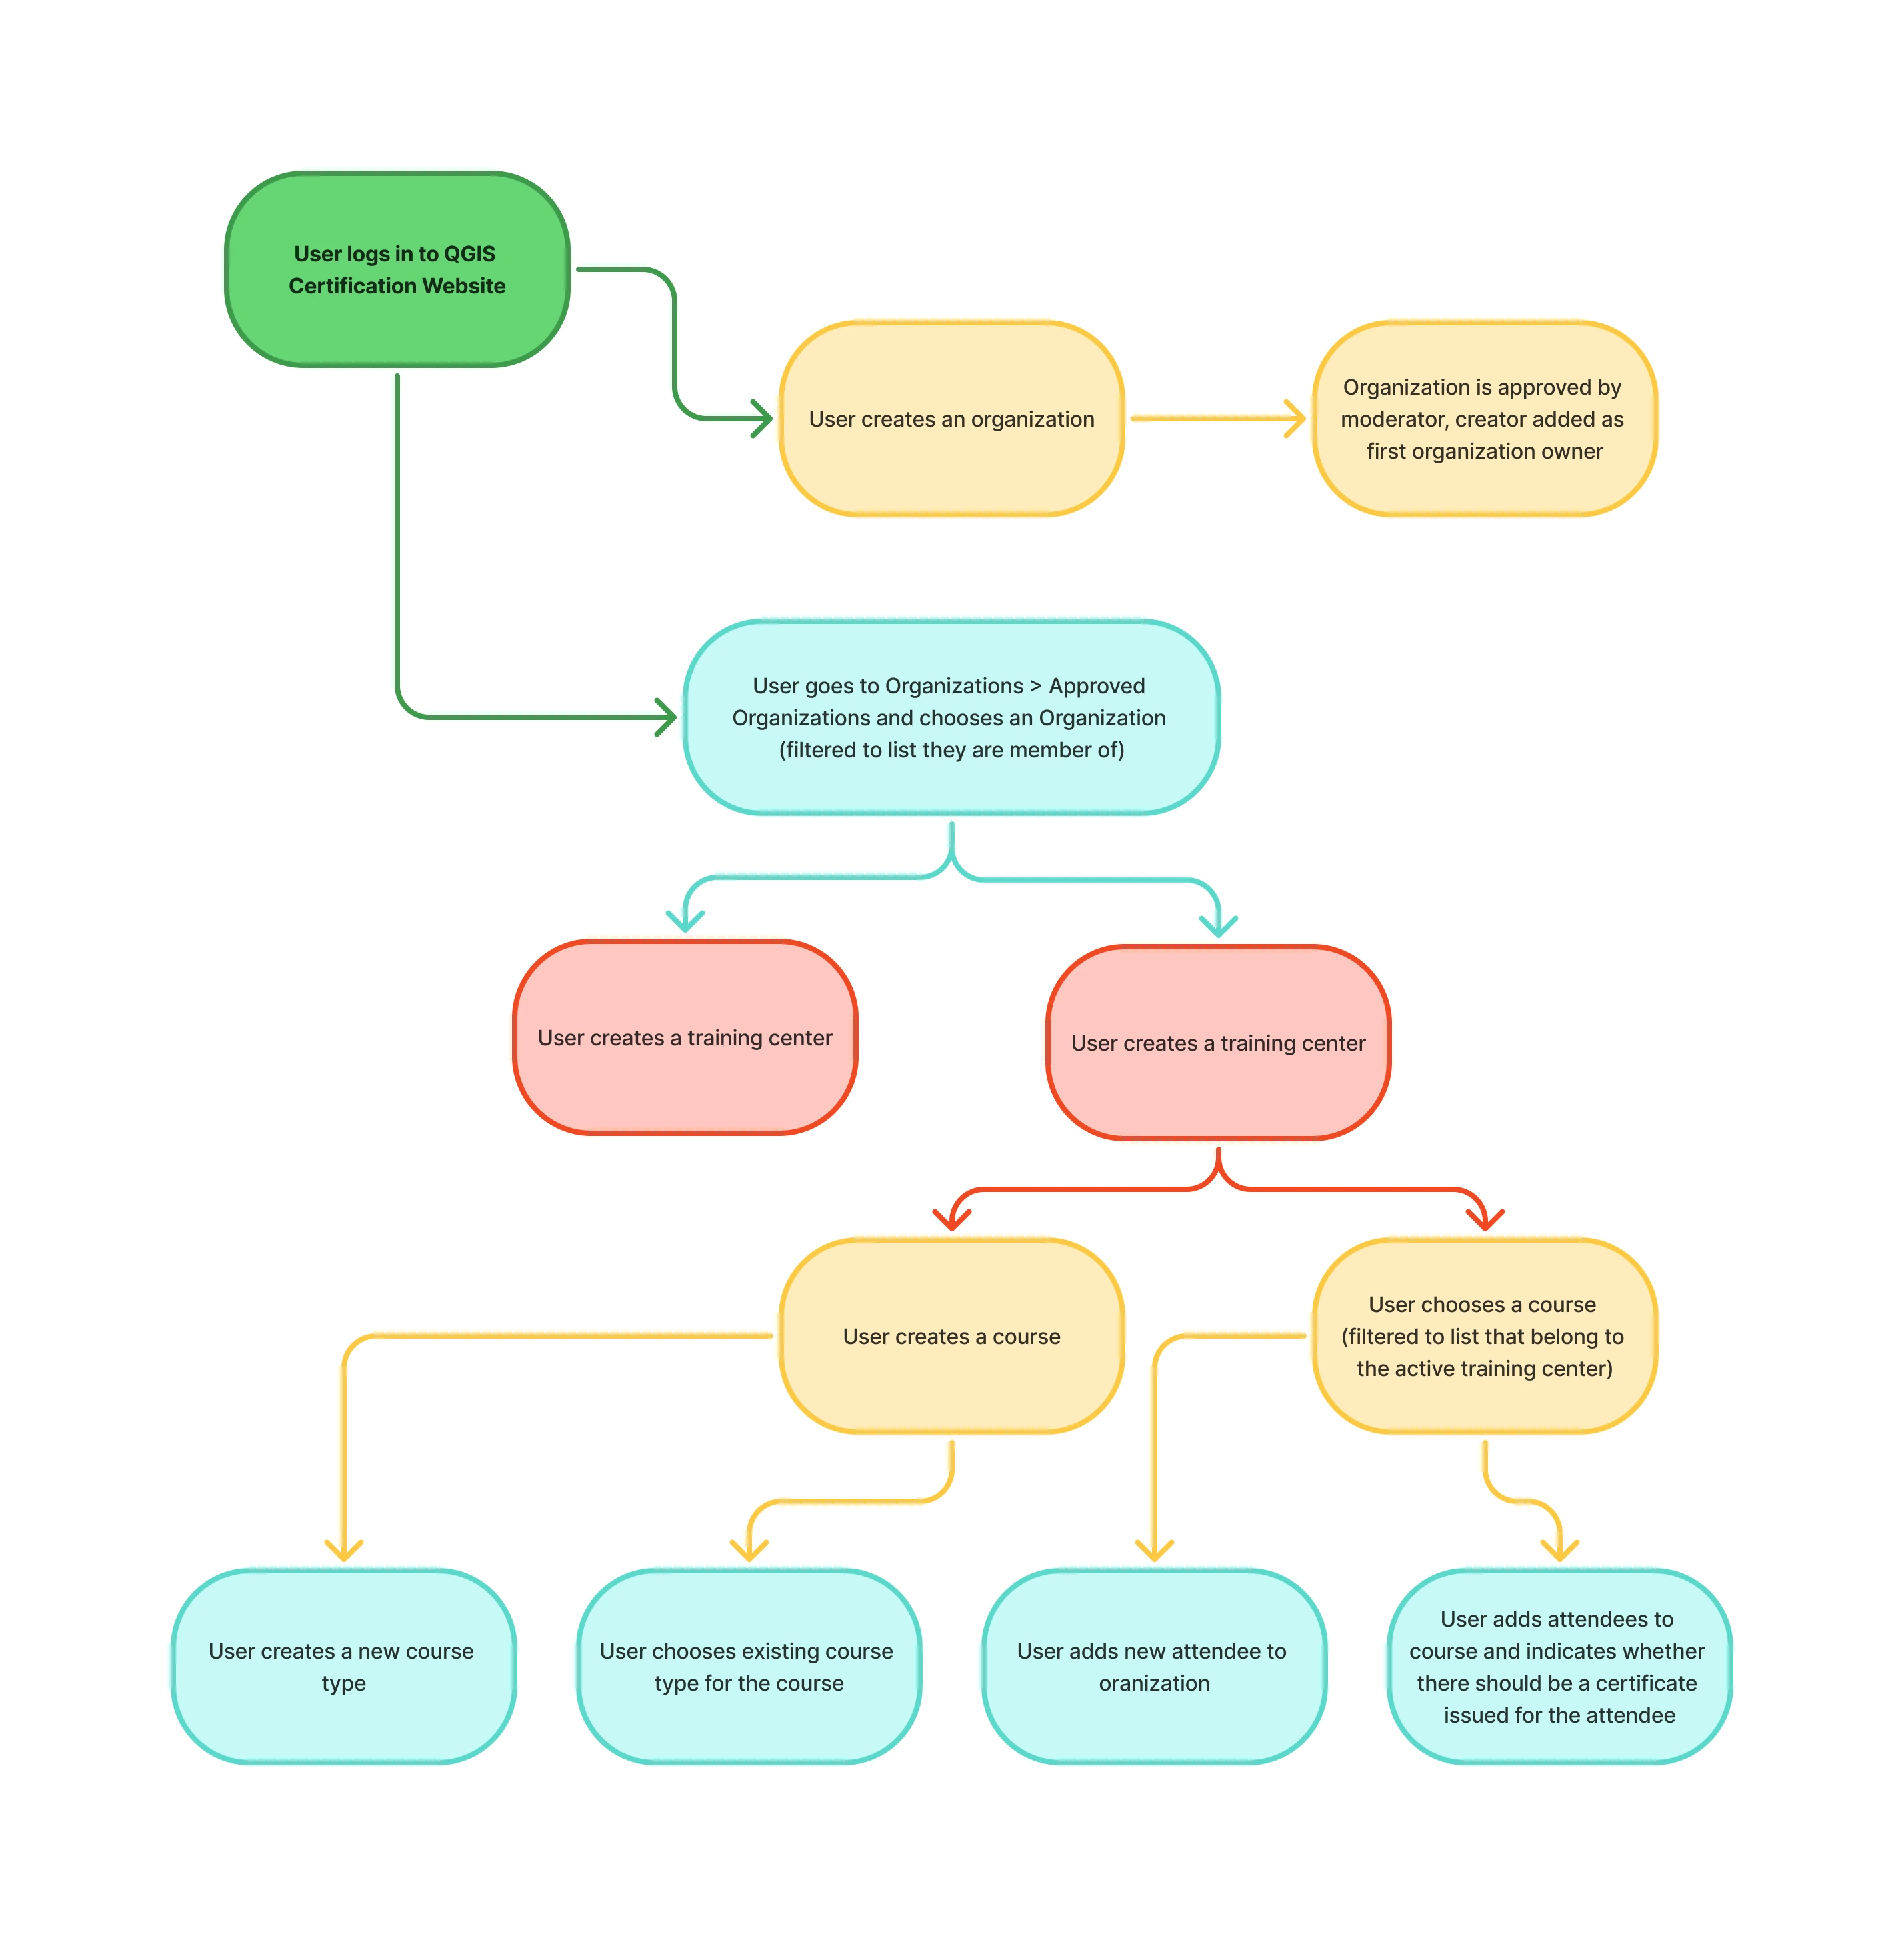 User logs in to QGIS
Certification Website
User creates an organization
Organization is approved by
moderator, creator added as
first organization owner
User goes to Organizations > Approved
Organizations and chooses an Organization
(filtered to list they are member of)
User creates a training center
User creates a training center
User creates a course
User chooses a course
(filtered to list that belong to
the active training center)
User creates a new course
type
User chooses existing course
type for the course
User adds new attendee to
oranization
User adds attendees to
course and indicates whether
there should be a certificate
issued for the attendee